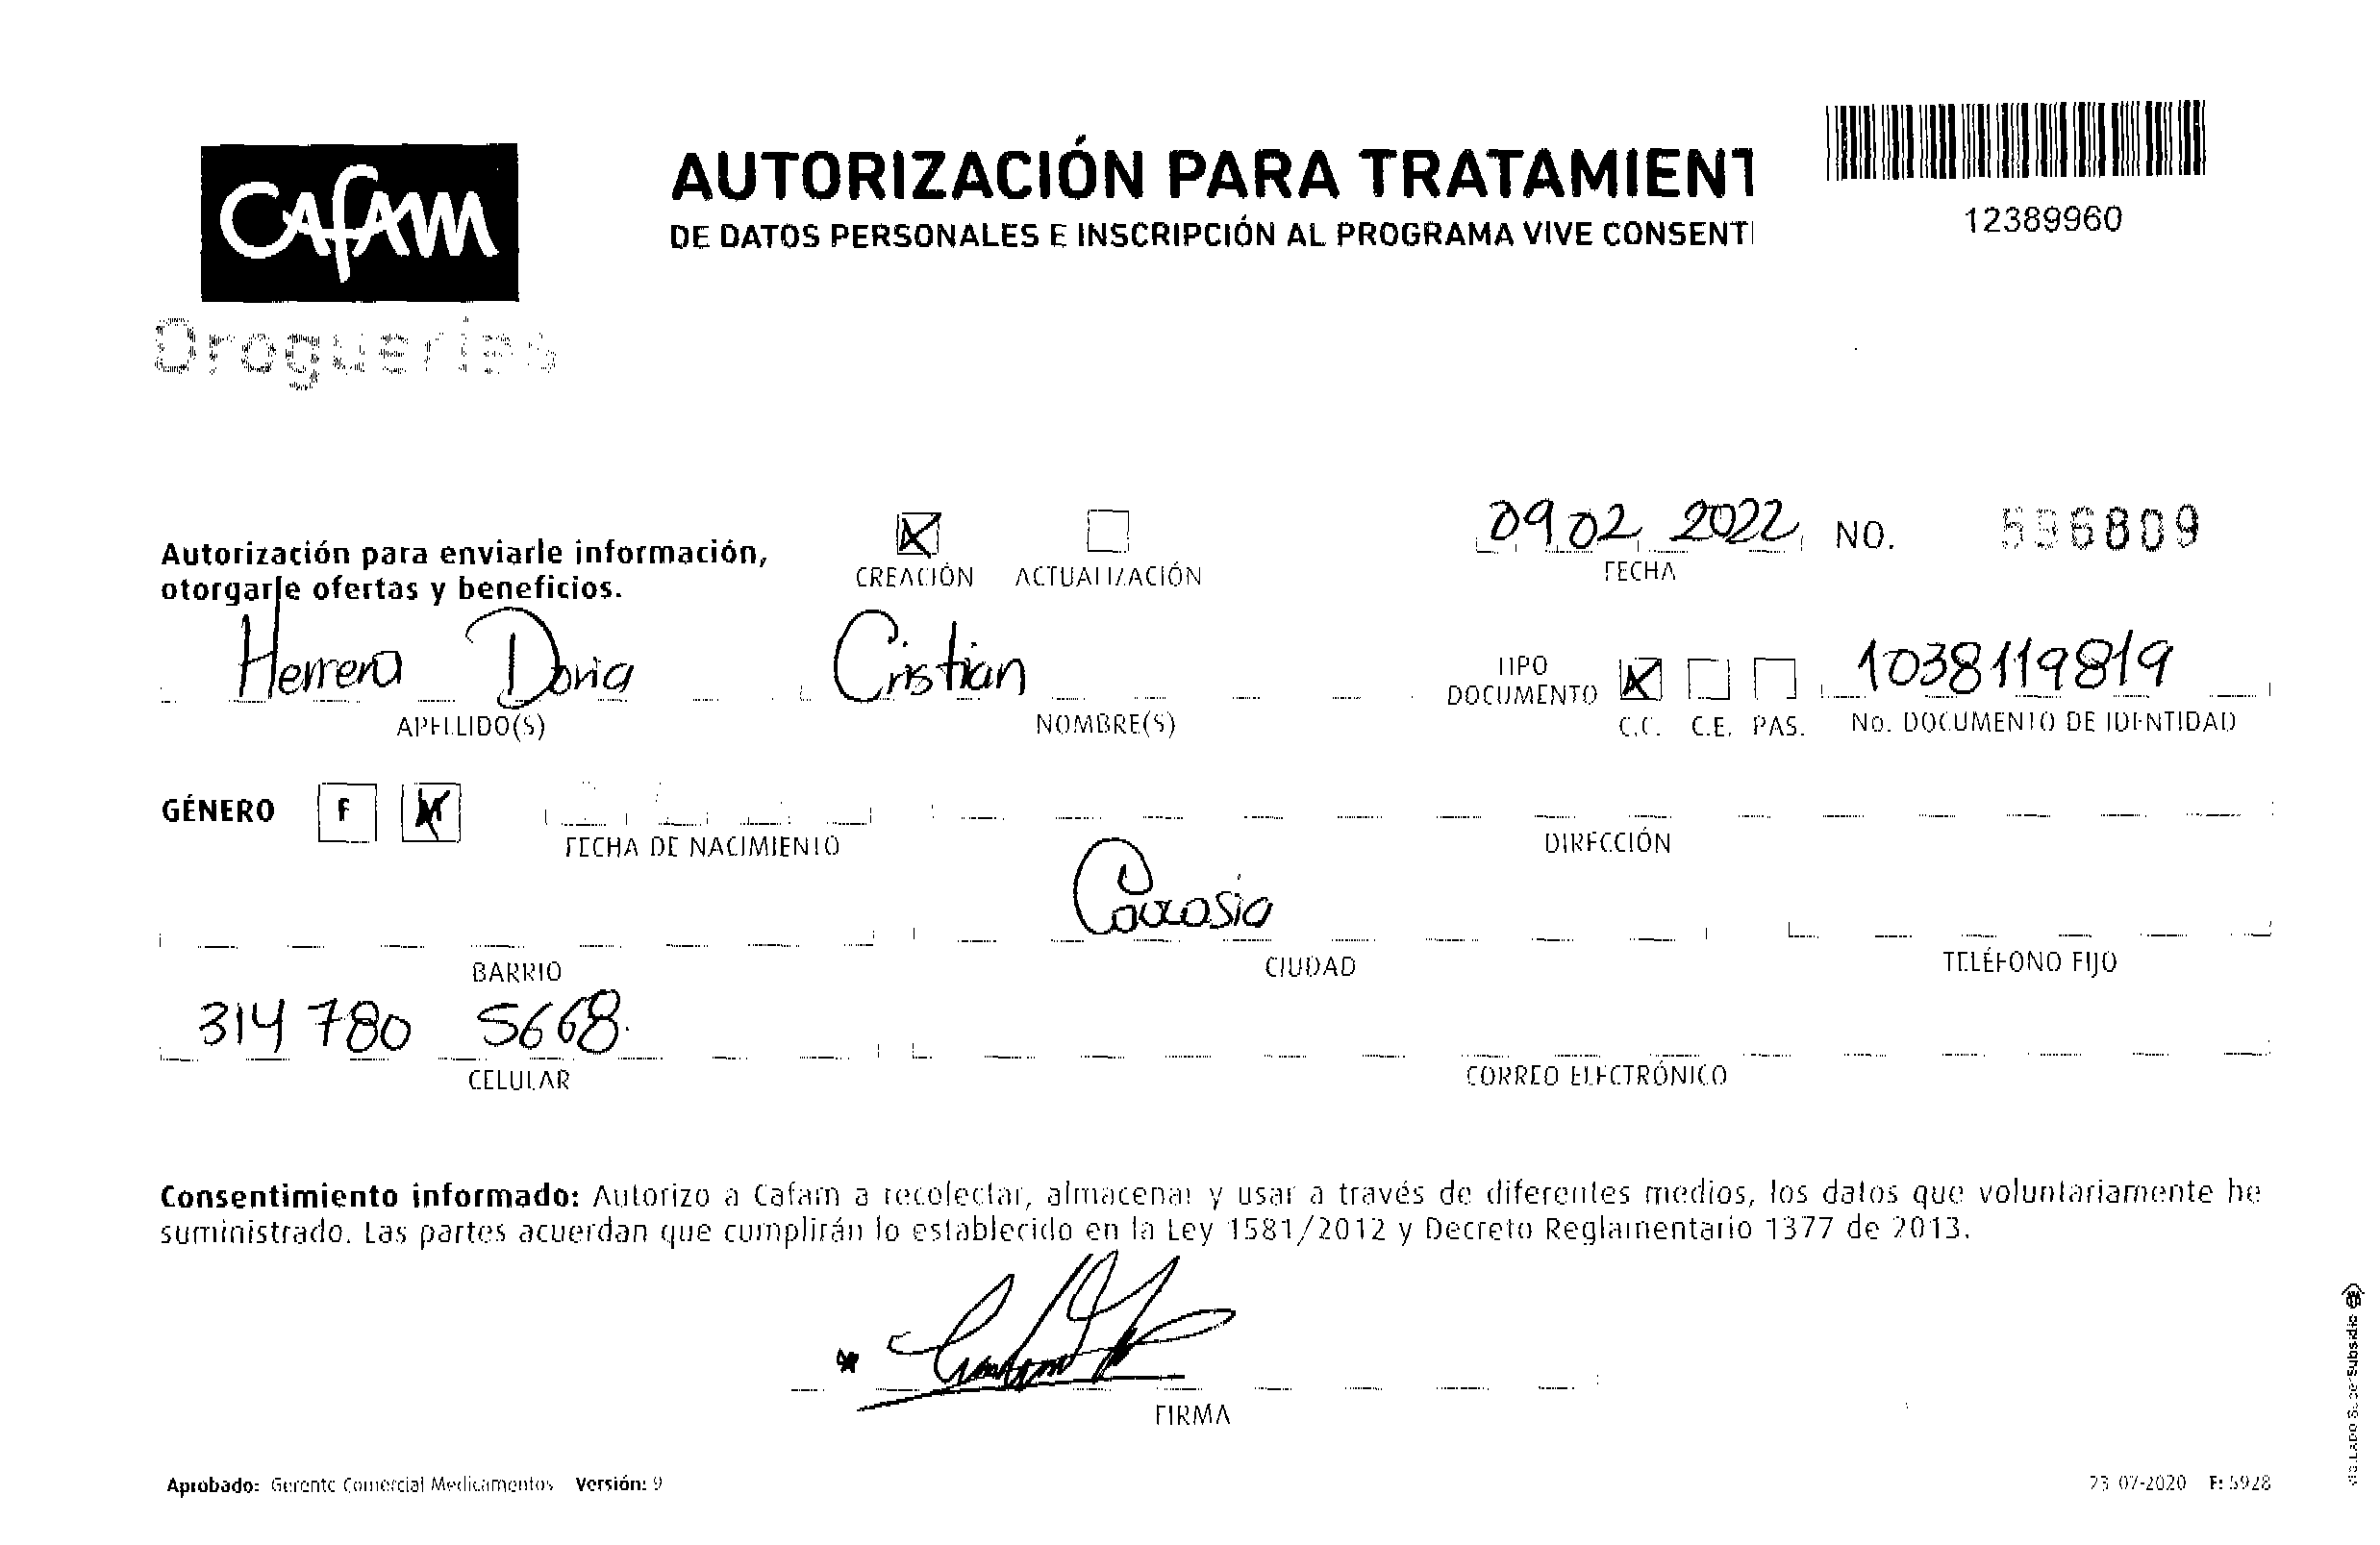 Cafam
AUTORIZACIÓN PARA TRATAMIENT
DE DATOS PERSONALES E INSCRIPCIÓN AL PROGRAMA VIVE CONSENTI
12389960
Droguerías
Autorización para enviarle información,
otorgarle ofertas y beneficios.
CREACIÓN ACTUALIZACIÓN
09 02 2022 NO. 596809
FECHA
Herrera Doria Cristian
TIPO DOCUMENTO 1038119819
APELLIDO(S) NOMBRE(S) C.C. C.E. PAS. No. DOCUMENTO DE IDENTIDAD
GÉNERO F M
FECHA DE NACIMIENTO DIRECCIÓN
BARRIO CIUDAD TELÉFONO FIJO
314 780 5668
CELULAR CORREO ELECTRÓNICO
Consentimiento informado: Autorizo a Cafam a recolectar, almacenar y usar a través de diferentes medios, los datos que voluntariamente he
suministrado. Las partes acuerdan que cumplirán lo establecido en la Ley 1581/2012 y Decreto Reglamentario 1377 de 2013.
FIRMA
Aprobado: Gerente Comercial Medicamentos Versión: 9
23-07-2020 F: 5928
VIGILADO SuperSubsidio